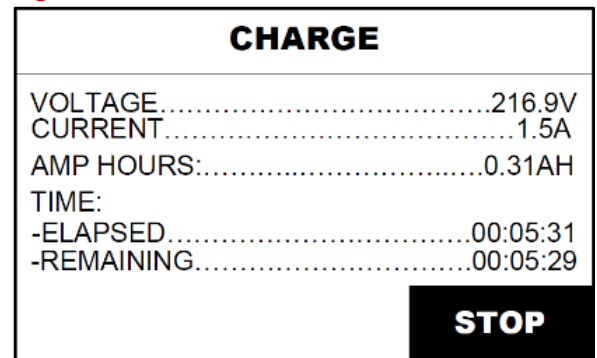 CHARGE
VOLTAGE......................................216.9V
CURRENT.......................................1.5A
AMP HOURS:................................0.31AH
TIME:
-ELAPSED...................................00:05:31
-REMAINING................................00:05:29
STOP